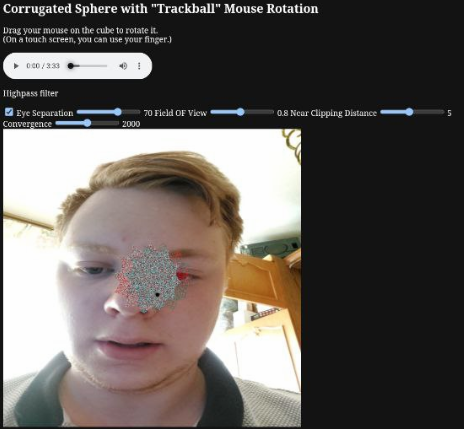 Corrugated Sphere with "Trackball" Mouse Rotation
Drag your mouse on the cube to rotate it.
(On a touch screen, you can use your finger.)
0:00 / 3:33
Highpass filter
Eye Separation 70 Field OF View 0.8 Near Clipping Distance 5
Convergence 2000